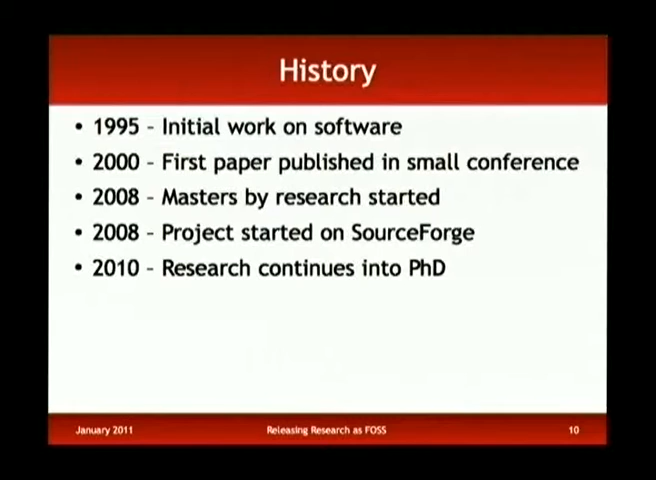 History
• 1995 – Initial work on software
• 2000 – First paper published in small conference
• 2008 – Masters by research started
• 2008 – Project started on SourceForge
• 2010 – Research continues into PhD
January 2011
Releasing Research as FOSS
10